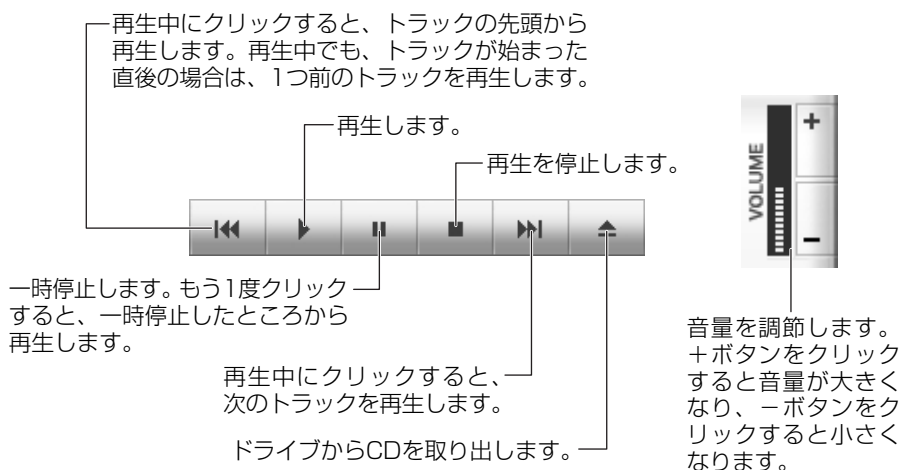 再生中にクリックすると、トラックの先頭から
再生します。再生中でも、トラックが始まった
直後の場合は、1つ前のトラックを再生します。
再生します。
再生を停止します。
一時停止します。もう1度クリック
すると、一時停止したところから
再生します。
再生中にクリックすると、
次のトラックを再生します。
ドライブからCDを取り出します。
VOLUME
+
−
音量を調節します。
+ボタンをクリック
すると音量が大きく
なり、−ボタンをク
リックすると小さく
なります。